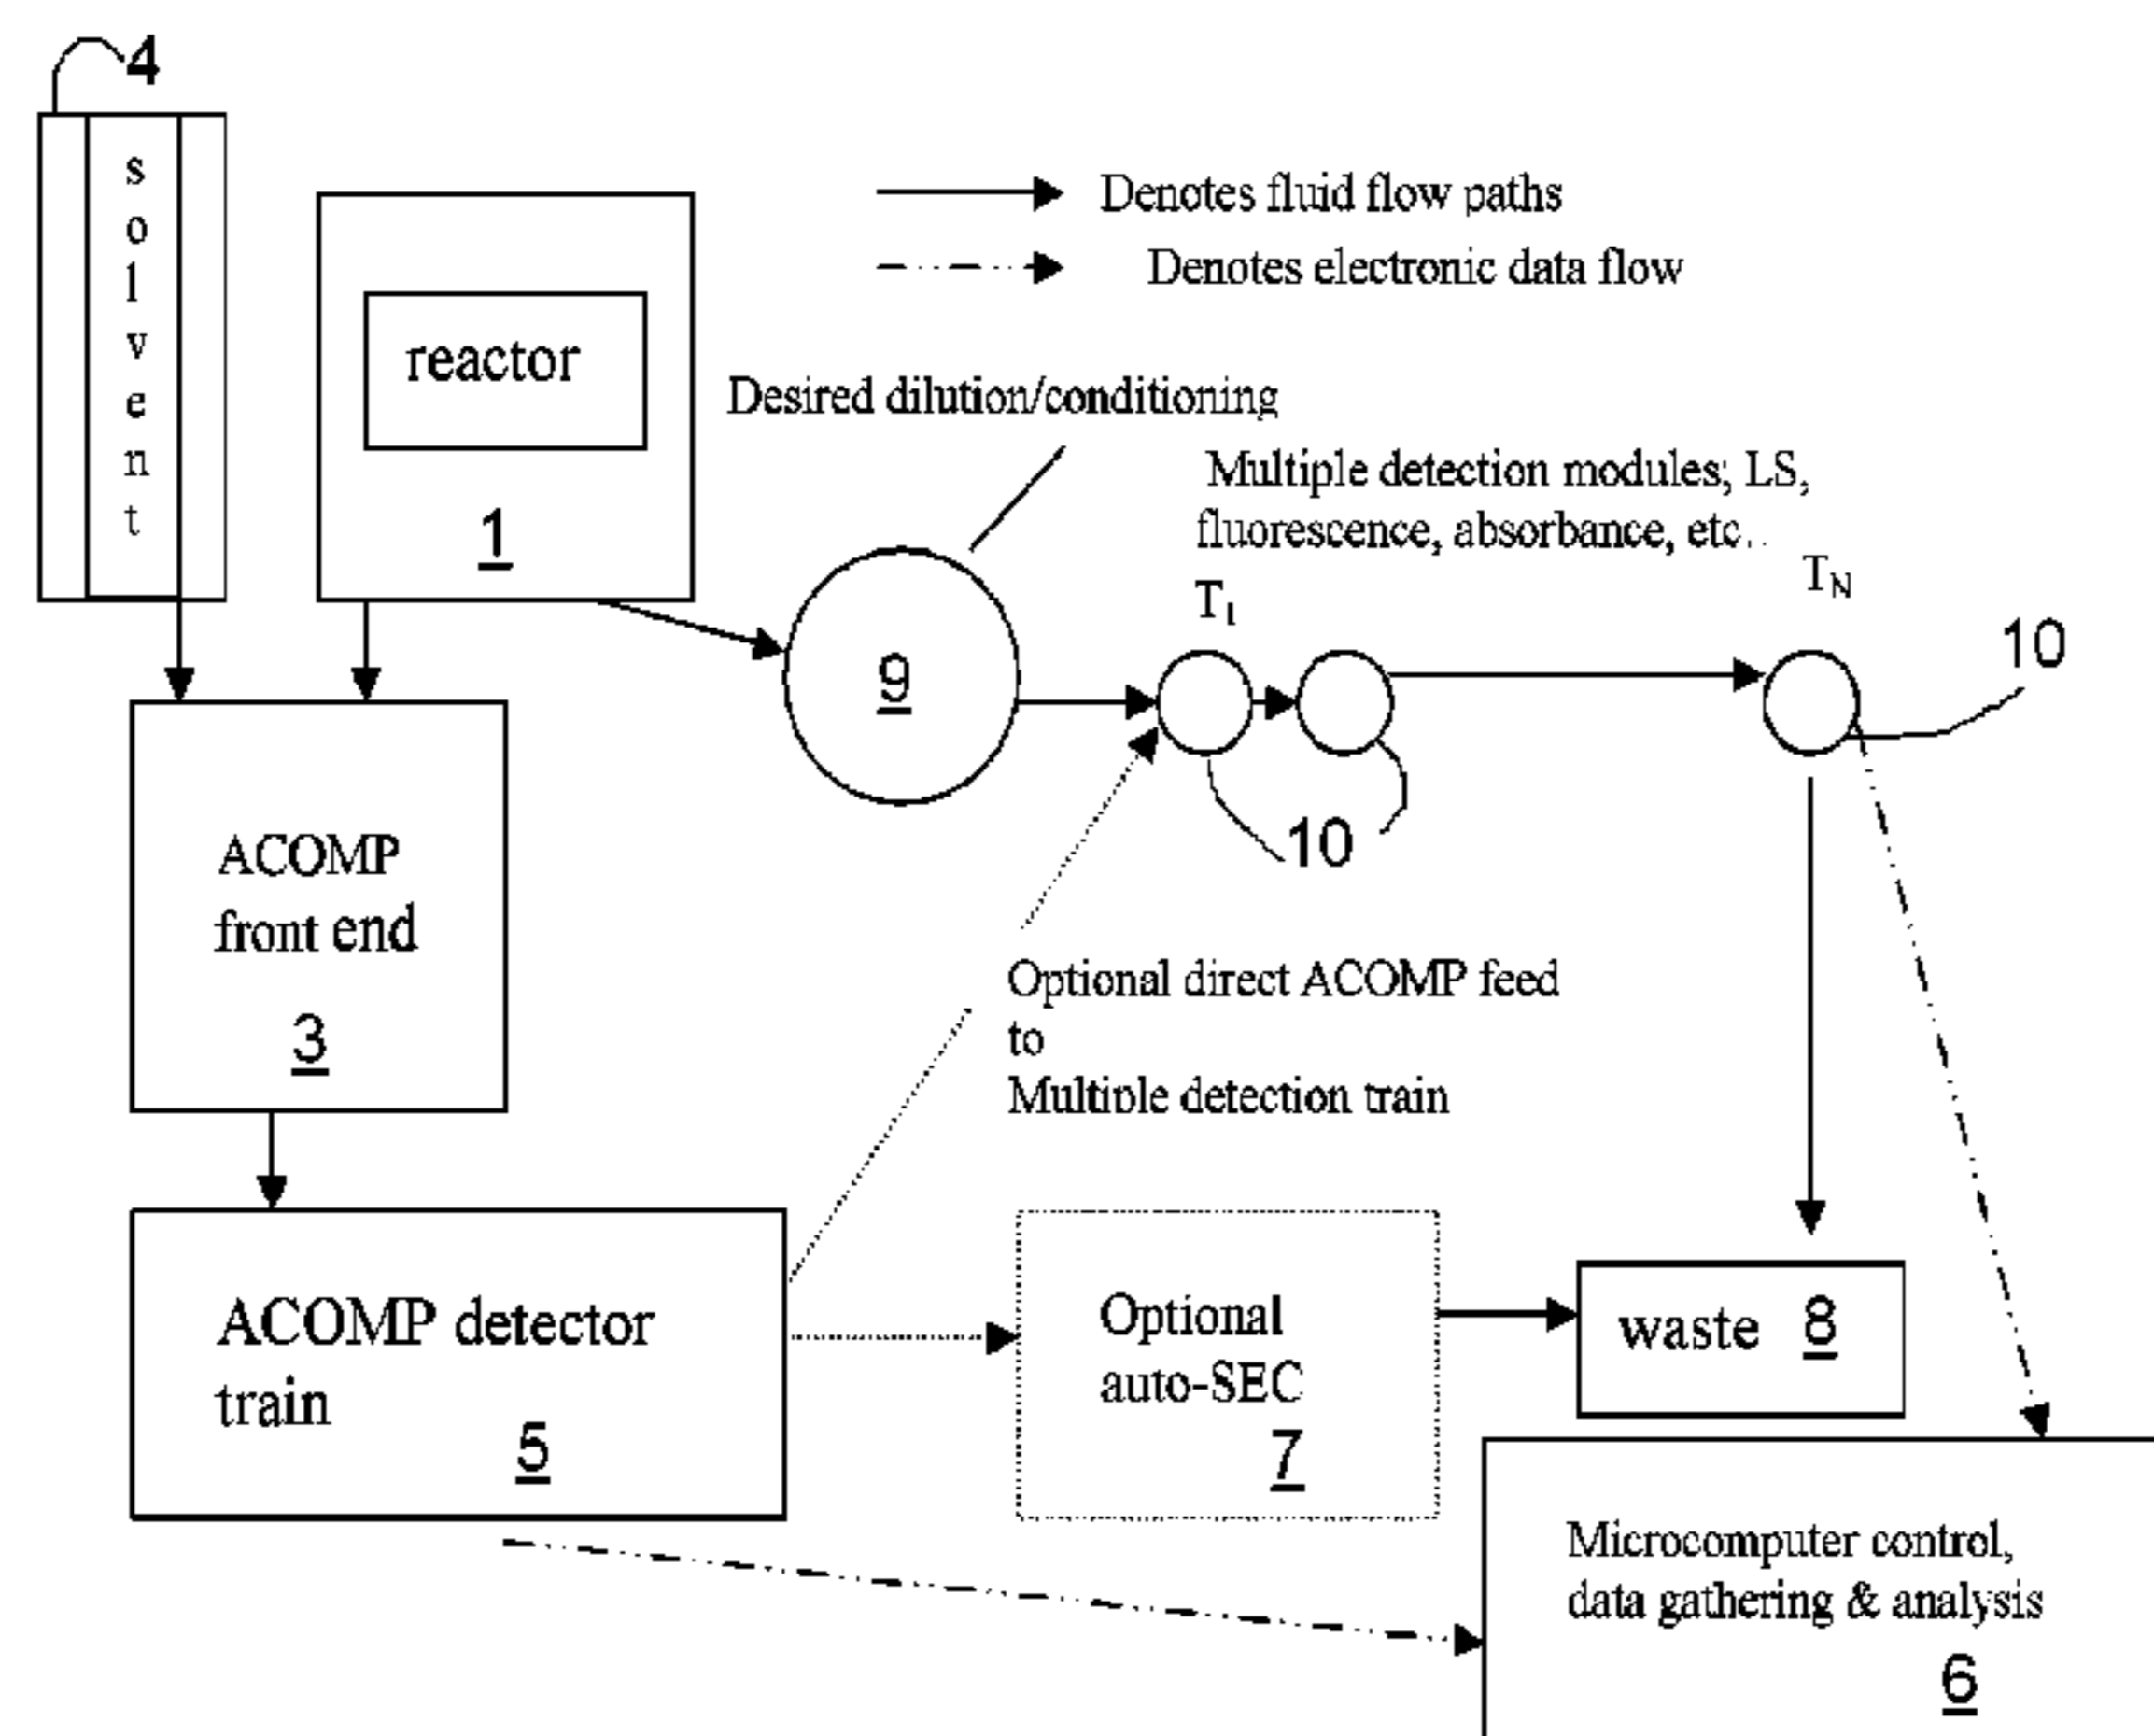 4
solvent
reactor
1
Denotes fluid flow paths
Denotes electronic data flow
Desired dilution/conditioning
Multiple detection modules; LS,
fluorescence, absorbance, etc..
T1
TN
9
10
10
ACOMP
front end
3
Optional direct ACOMP feed
to
Multiple detection train
ACOMP detector
train
5
Optional
auto-SEC
7
waste 8
Microcomputer control,
data gathering & analysis
6